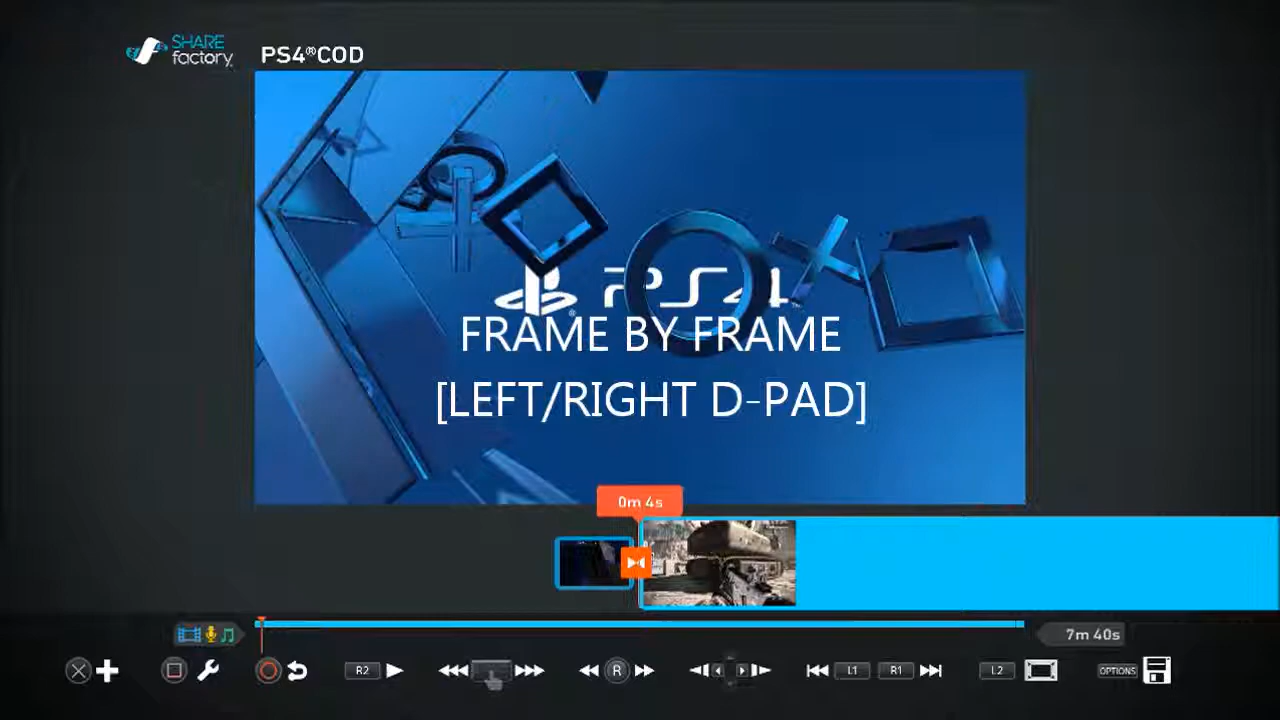 SHARE
factory
PS4®COD
PS4
FRAME BY FRAME
[LEFT/RIGHT D-PAD]
0m 4s
7m 40s
R2
R
L1
R1
L2
OPTIONS